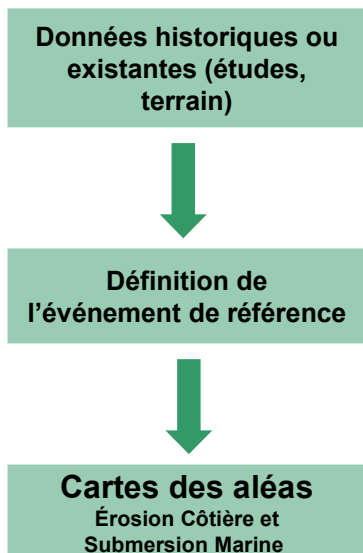 Données historiques ou
existantes (études,
terrain)
Définition de
l’événement de référence
Cartes des aléas
Érosion Côtière et
Submersion Marine